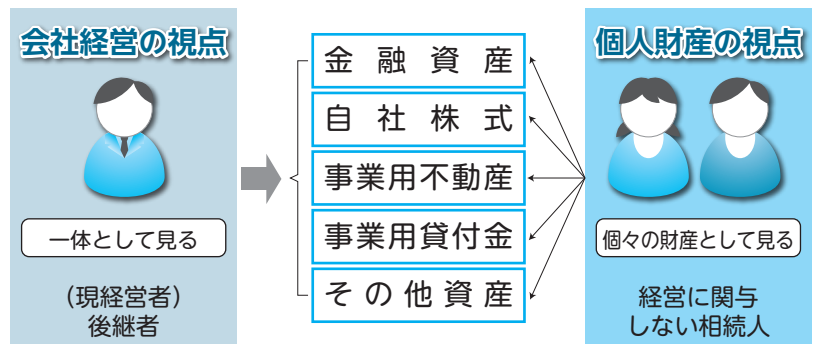 会社経営の視点
一体として見る
(現経営者)
後継者
金融資産
自社株式
事業用不動産
事業用貸付金
その他資産
個人財産の視点
個々の財産として見る
経営に関与
しない相続人